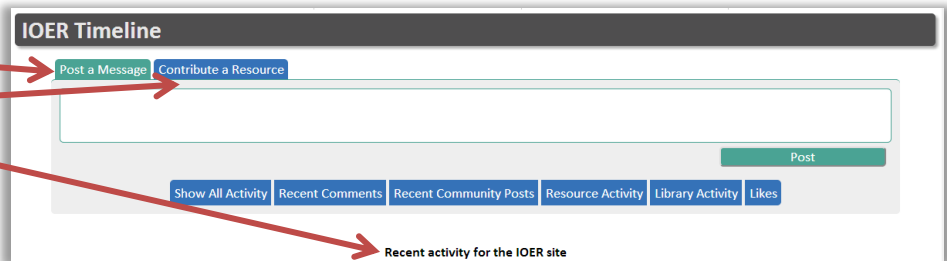 IOER Timeline
Post a Message Contribute a Resource
Post
Show All Activity Recent Comments Recent Community Posts Resource Activity Library Activity Likes
Recent activity for the IOER site